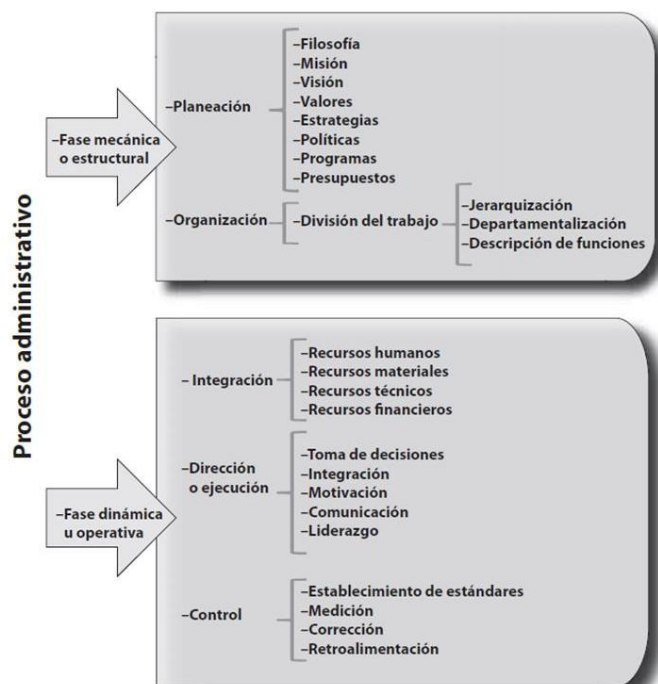 Proceso administrativo
–Fase mecánica
o estructural
–Planeación
–Filosofía
–Misión
–Visión
–Valores
–Estrategias
–Políticas
–Programas
–Presupuestos
–Organización
–División del trabajo
–Jerarquización
–Departamentalización
–Descripción de funciones
–Fase dinámica
u operativa
– Integración
–Recursos humanos
–Recursos materiales
–Recursos técnicos
–Recursos financieros
–Dirección
o ejecución
–Toma de decisiones
–Integración
–Motivación
–Comunicación
–Liderazgo
–Control
–Establecimiento de estándares
–Medición
–Corrección
–Retroalimentación